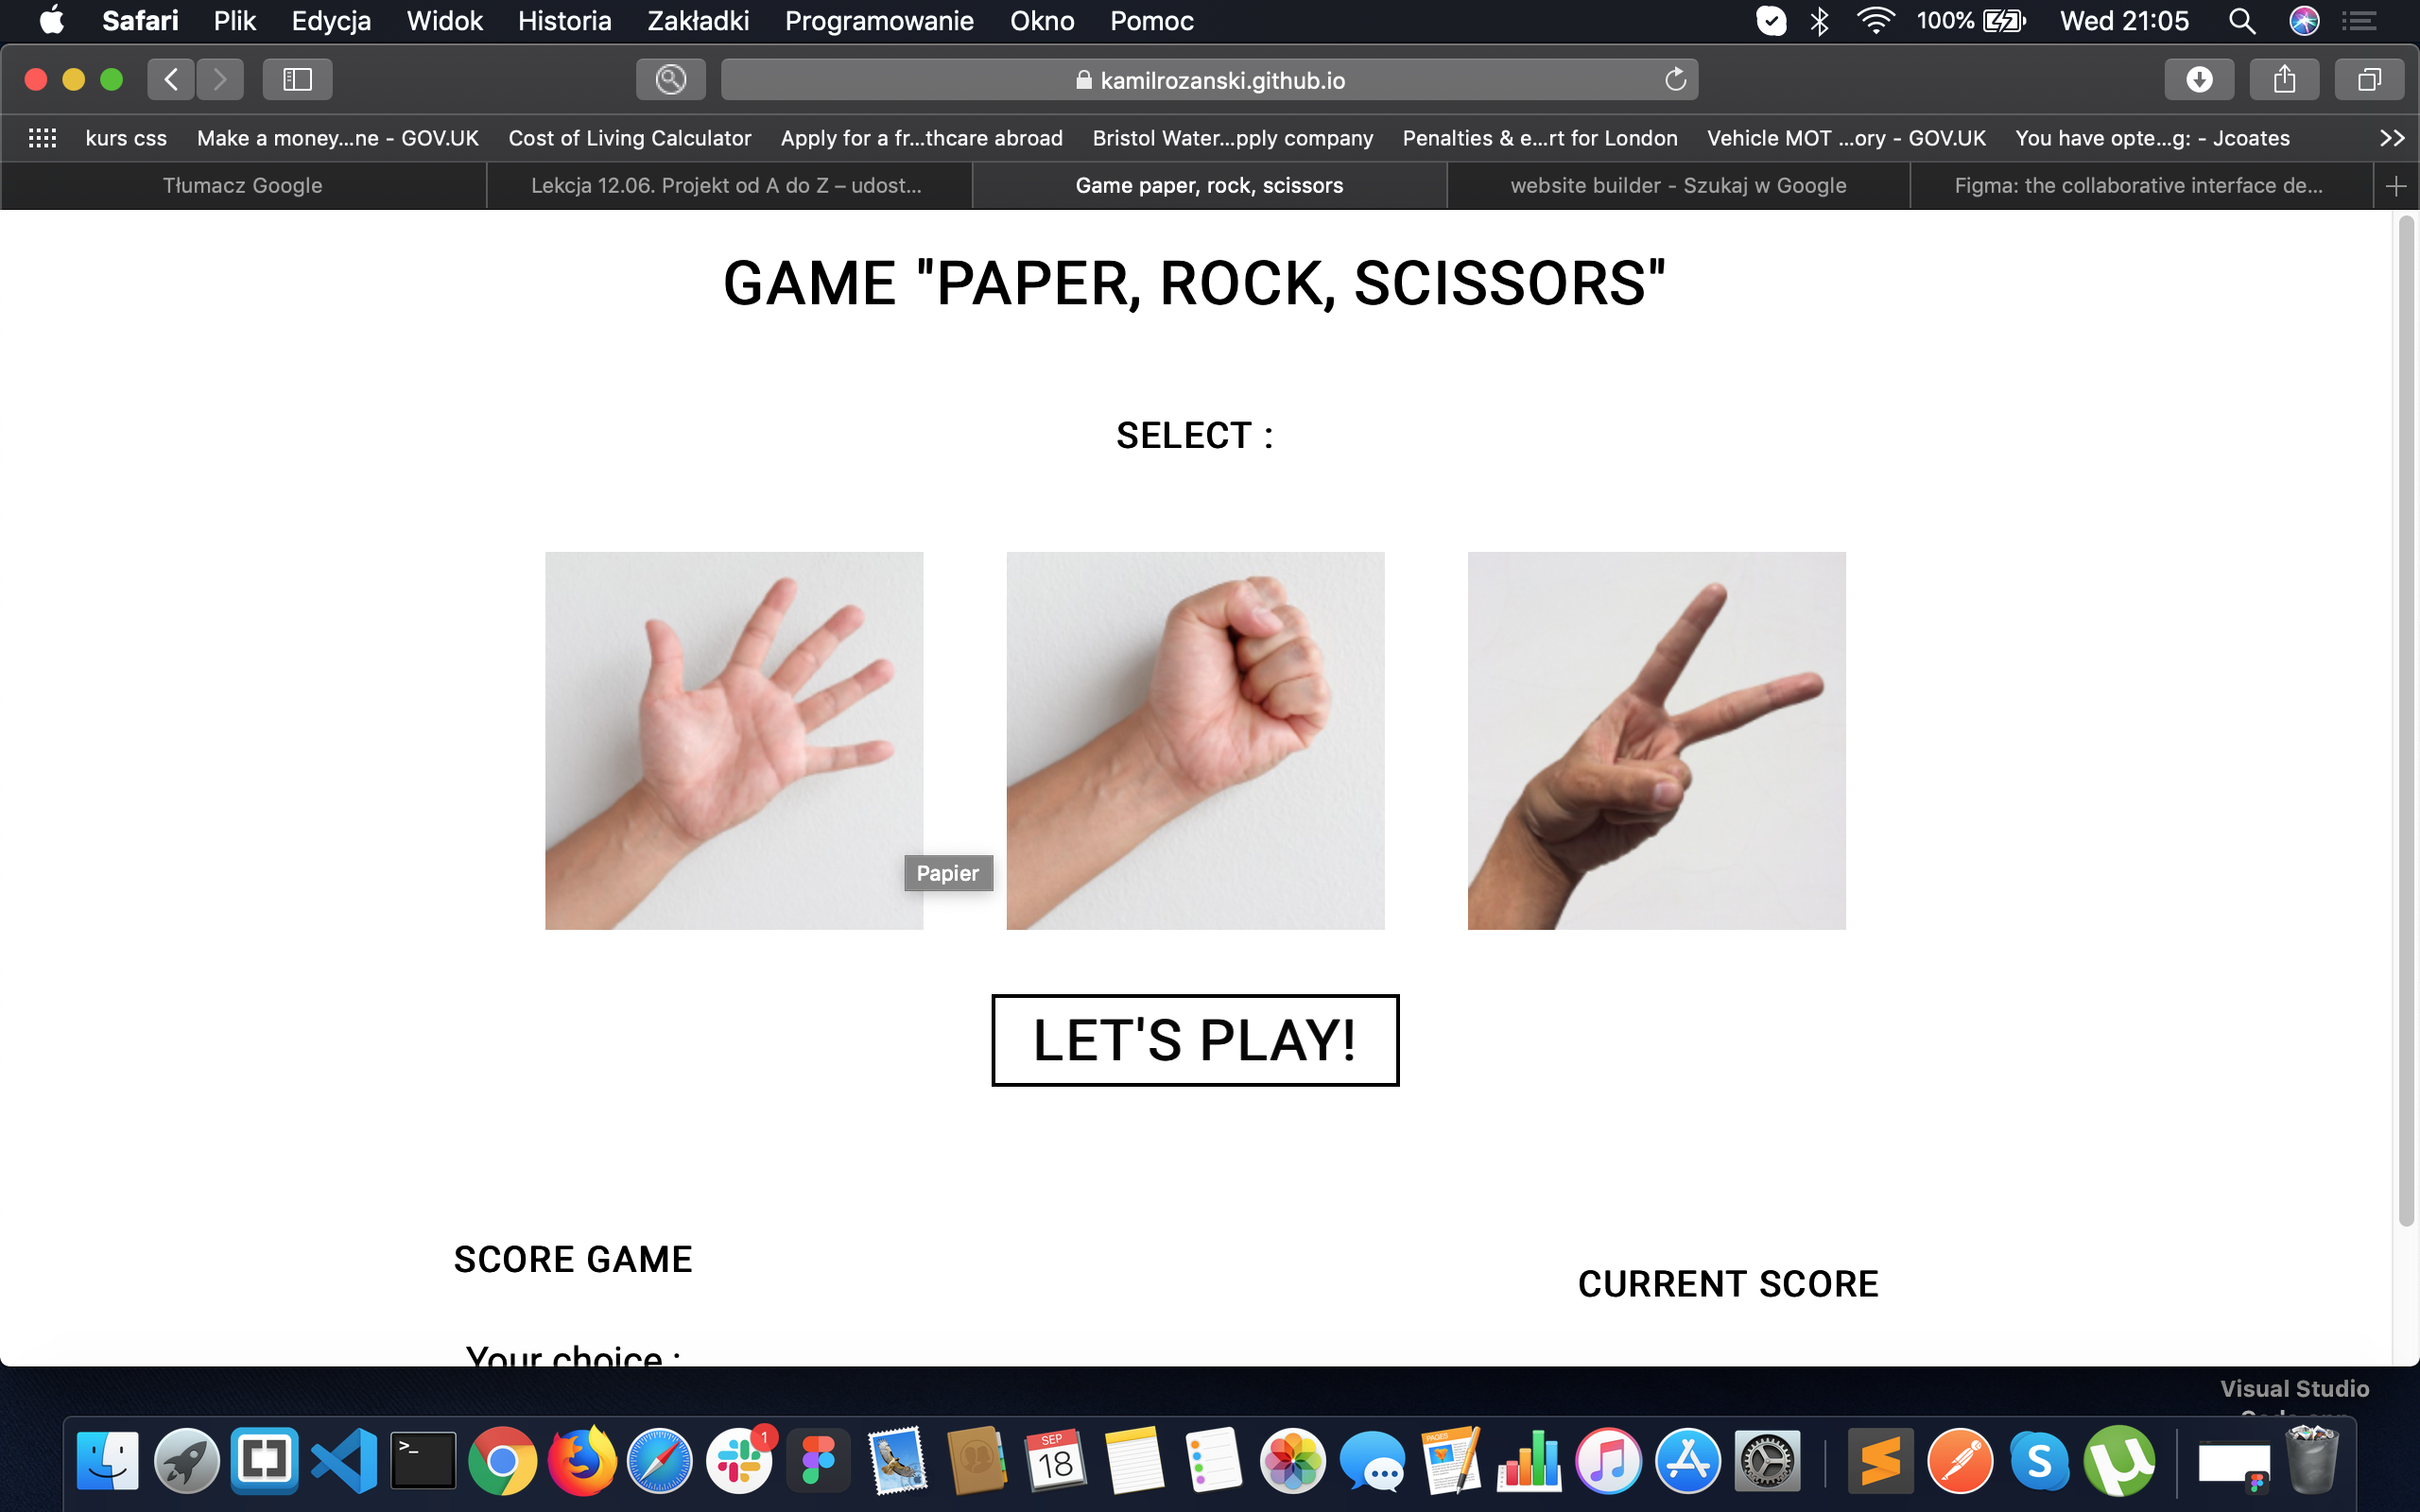 Safari Plik Edycja Widok Historia Zakładki Programowanie Okno Pomoc 100% Wed 21:05
kamilrozanski.github.io
kurs css Make a money...ne - GOV.UK Cost of Living Calculator Apply for a fr...thcare abroad Bristol Water...pply company Penalties & e...rt for London Vehicle MOT ...ory - GOV.UK You have opte...g: - Jcoates
Tłumacz Google Lekcja 12.06. Projekt od A do Z – udost... Game paper, rock, scissors website builder - Szukaj w Google Figma: the collaborative interface de...
GAME "PAPER, ROCK, SCISSORS"
SELECT :
Papier
LET'S PLAY!
SCORE GAME
CURRENT SCORE
Your choice :
Visual Studio
1
SEP
18
PAGES